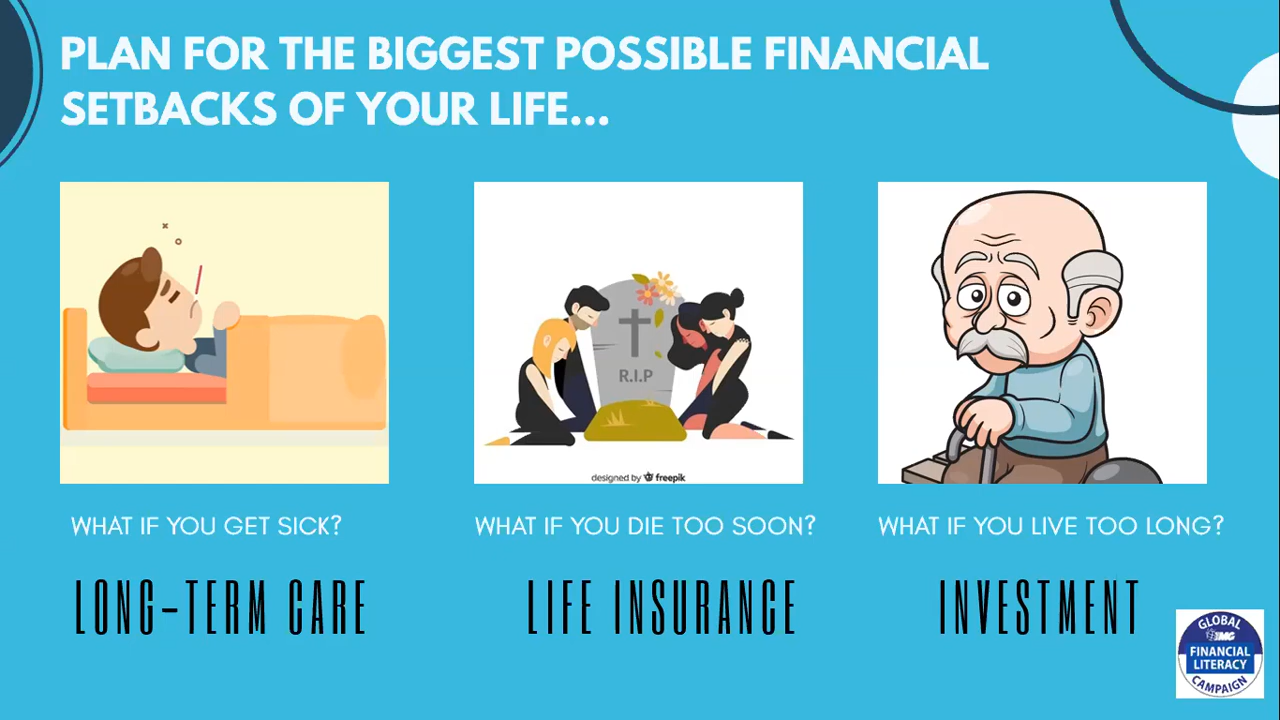 PLAN FOR THE BIGGEST POSSIBLE FINANCIAL
SETBACKS OF YOUR LIFE...
R.I.P
designed by freepik
WHAT IF YOU GET SICK?
WHAT IF YOU DIE TOO SOON?
WHAT IF YOU LIVE TOO LONG?
LONG-TERM CARE
LIFE INSURANCE
INVESTMENT
GLOBAL
IMG
FINANCIAL
LITERACY
CAMPAIGN